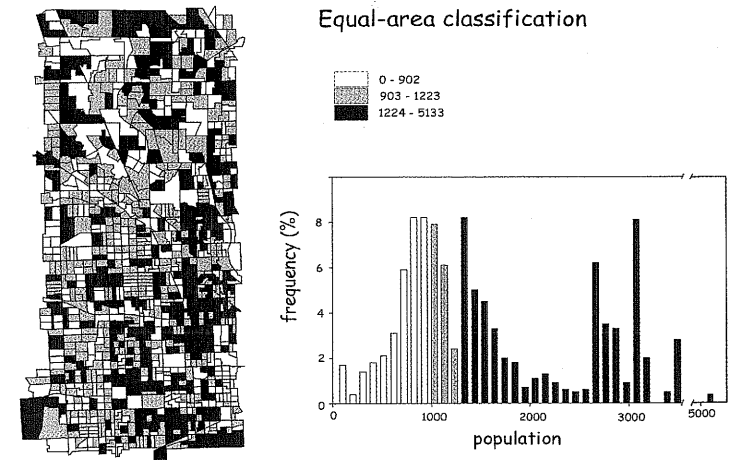 Equal-area classification
0 - 902
903 - 1223
1224 - 5133
frequency (%)
8
6
4
2
0
0
1000
2000
3000
5000
population